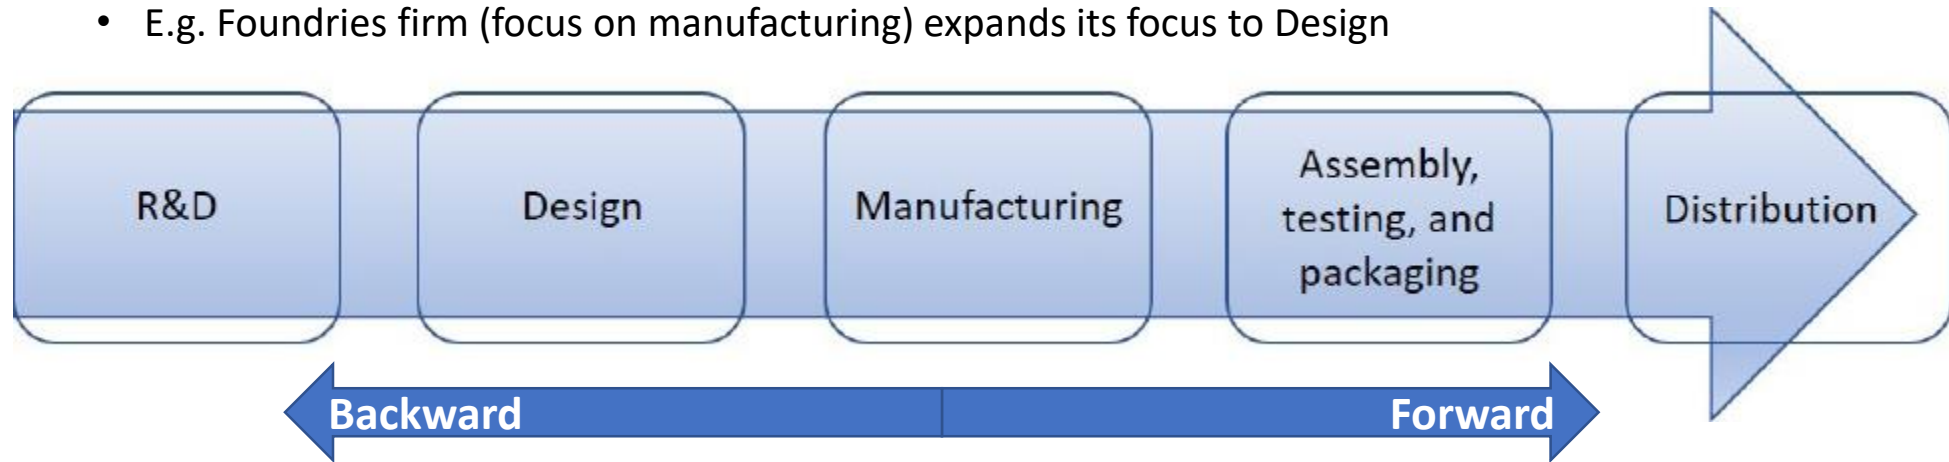 • E.g. Foundries firm (focus on manufacturing) expands its focus to Design
R&D
Design
Manufacturing
Assembly,
testing, and
packaging
Distribution
Backward
Forward